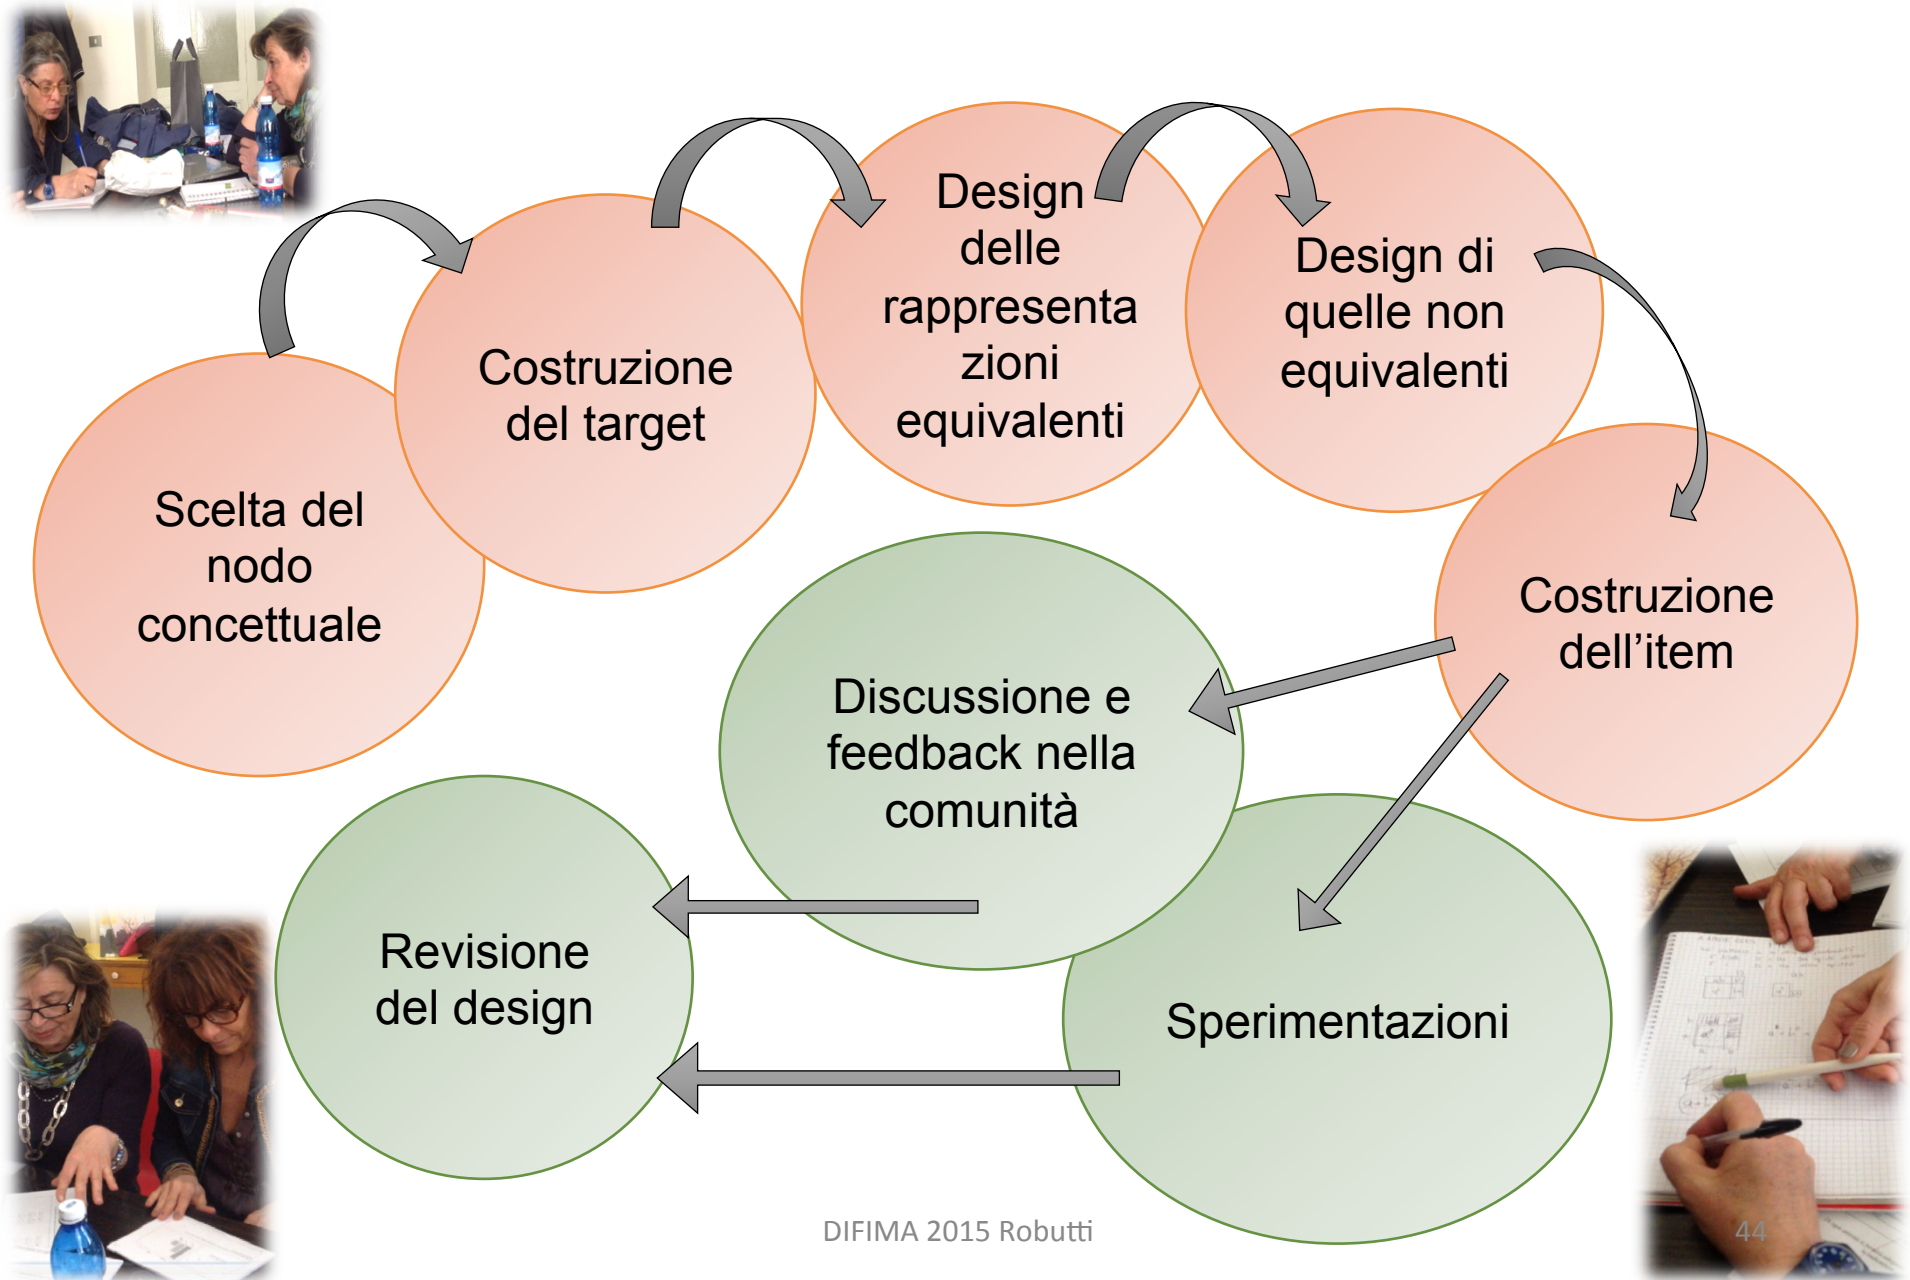 Scelta del
nodo
concettuale
Costruzione
del target
Design
delle
rappresenta
zioni
equivalenti
Design di
quelle non
equivalenti
Costruzione
dell’item
Discussione e
feedback nella
comunità
Sperimentazioni
Revisione
del design
DIFIMA 2015 Robutti
44